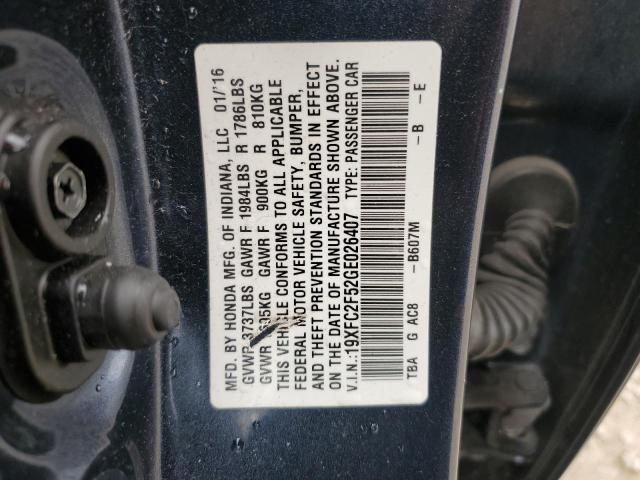 MFD. BY HONDA MFG. OF INDIANA, LLC 01/'16
GVWR 3737LBS GAWR F 1984LBS R 1786LBS
GVWR 1695KG GAWR F 900KG R 810KG
THIS VEHICLE CONFORMS TO ALL APPLICABLE
FEDERAL MOTOR VEHICLE SAFETY, BUMPER,
AND THEFT PREVENTION STANDARDS IN EFFECT
ON THE DATE OF MANUFACTURE SHOWN ABOVE.
V.I.N.:19XFC2F52GE026407 TYPE: PASSENGER CAR
TBA G AC8 -B607M -B -E